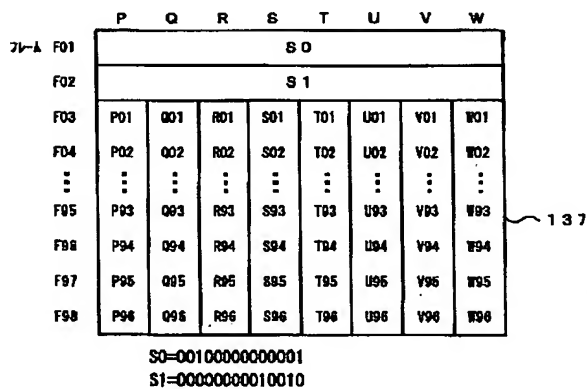 P Q R S T U V W
フレーム F01 S0
F02 S1
F03 P01 Q01 R01 S01 T01 U01 V01 W01
F04 P02 Q02 R02 S02 T02 U02 V02 W02
F95 P93 Q93 R93 S93 T93 U93 V93 W93
F96 P94 Q94 R94 S94 T94 U94 V94 W94
F97 P95 Q95 R95 S95 T95 U95 V95 W95
F98 P96 Q96 R96 S96 T96 U96 V96 W96
137
S0=00100000000001
S1=00000000010010